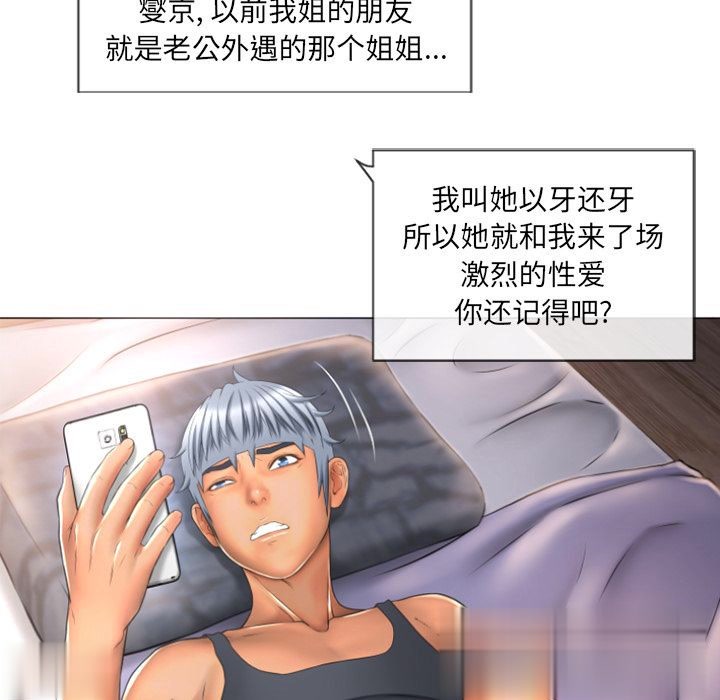 燮京, 以前我姐的朋友
就是老公外遇的那个姐姐...
我叫她以牙还牙
所以她就和我来了场
激烈的性爱
你还记得吧?